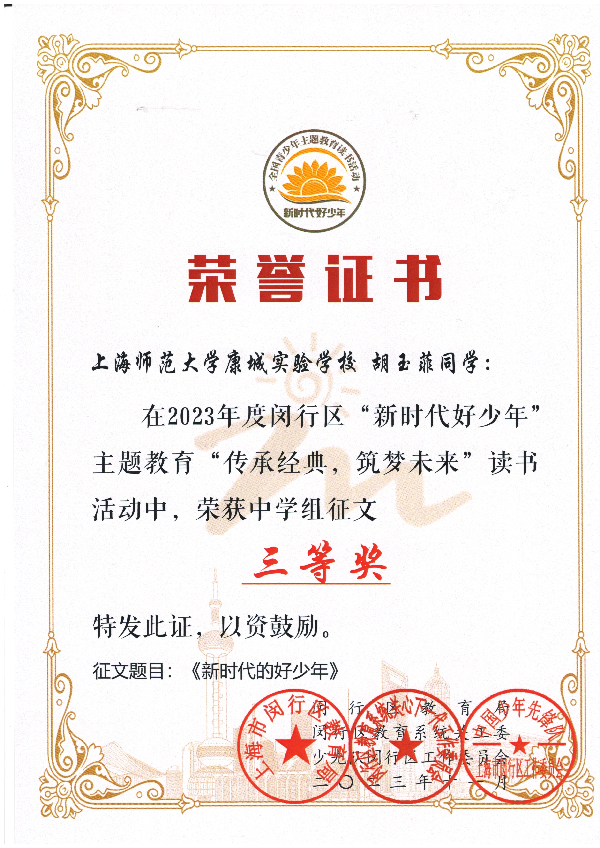 全国青少年主题教育读书活动
新时代好少年
荣誉证书
上海师范大学康城实验学校 胡玉菲同学：
在2023年度闵行区“新时代好少年”
主题教育“传承经典，筑梦未来”读书
活动中，荣获中学组征文
三等奖
特发此证，以资鼓励。
征文题目：《新时代的好少年》
闵行区教育局
闵行区教育系统关工委
少先队闵行区工作委员会
二〇二三年十一月
上海市闵行区教育局